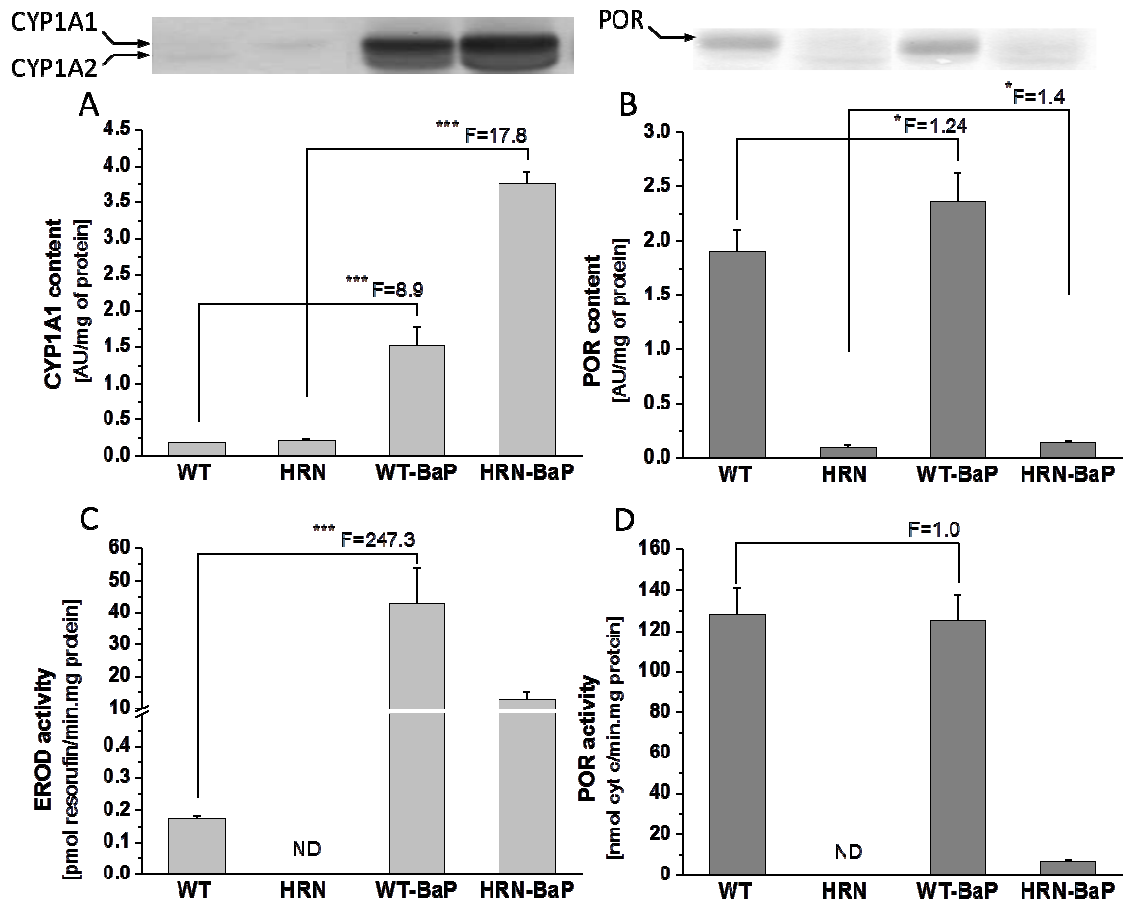 CYP1A1
CYP1A2
POR
A
CYP1A1 content
[AU/mg of protein]
4.5
4.0
3.5
3.0
2.5
2.0
1.5
1.0
0.5
0.0
*** F=17.8
*** F=8.9
WT HRN WT-BaP HRN-BaP
B
POR content
[AU/mg of protein]
3.0
2.5
2.0
1.5
1.0
0.5
0.0
* F=1.4
* F=1.24
WT HRN WT-BaP HRN-BaP
C
EROD activity
[pmol resorufin/min.mg protein]
60
50
40
30
20
10
0.4
0.3
0.2
0.1
0.0
*** F=247.3
ND
WT HRN WT-BaP HRN-BaP
D
POR activity
[nmol cyt c/min.mg protein]
160
140
120
100
80
60
40
20
0
F=1.0
ND
WT HRN WT-BaP HRN-BaP